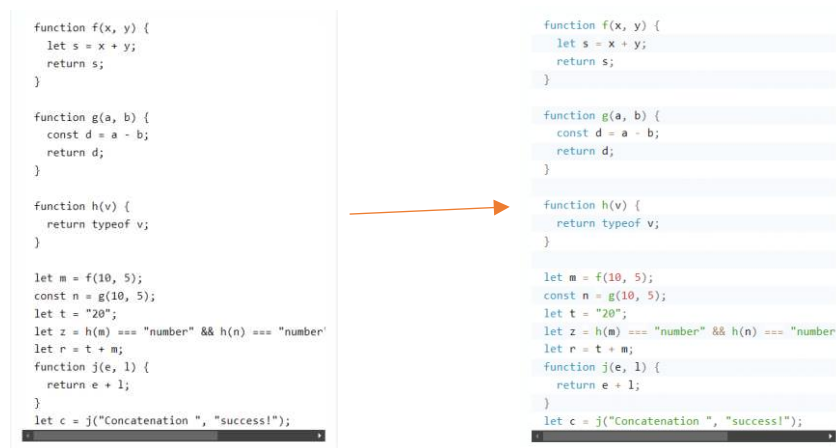 function f(x, y) {
  let s = x + y;
  return s;
}
function g(a, b) {
  const d = a - b;
  return d;
}
function h(v) {
  return typeof v;
}
let m = f(10, 5);
const n = g(10, 5);
let t = "20";
let z = h(m) === "number" && h(n) === "number'
let r = t + m;
function j(e, l) {
  return e + l;
}
let c = j("Concatenation ", "success!");
function f(x, y) {
  let s = x + y;
  return s;
}
function g(a, b) {
  const d = a - b;
  return d;
}
function h(v) {
  return typeof v;
}
let m = f(10, 5);
const n = g(10, 5);
let t = "20";
let z = h(m) === "number" && h(n) === "number
let r = t + m;
function j(e, l) {
  return e + l;
}
let c = j("Concatenation ", "success!");